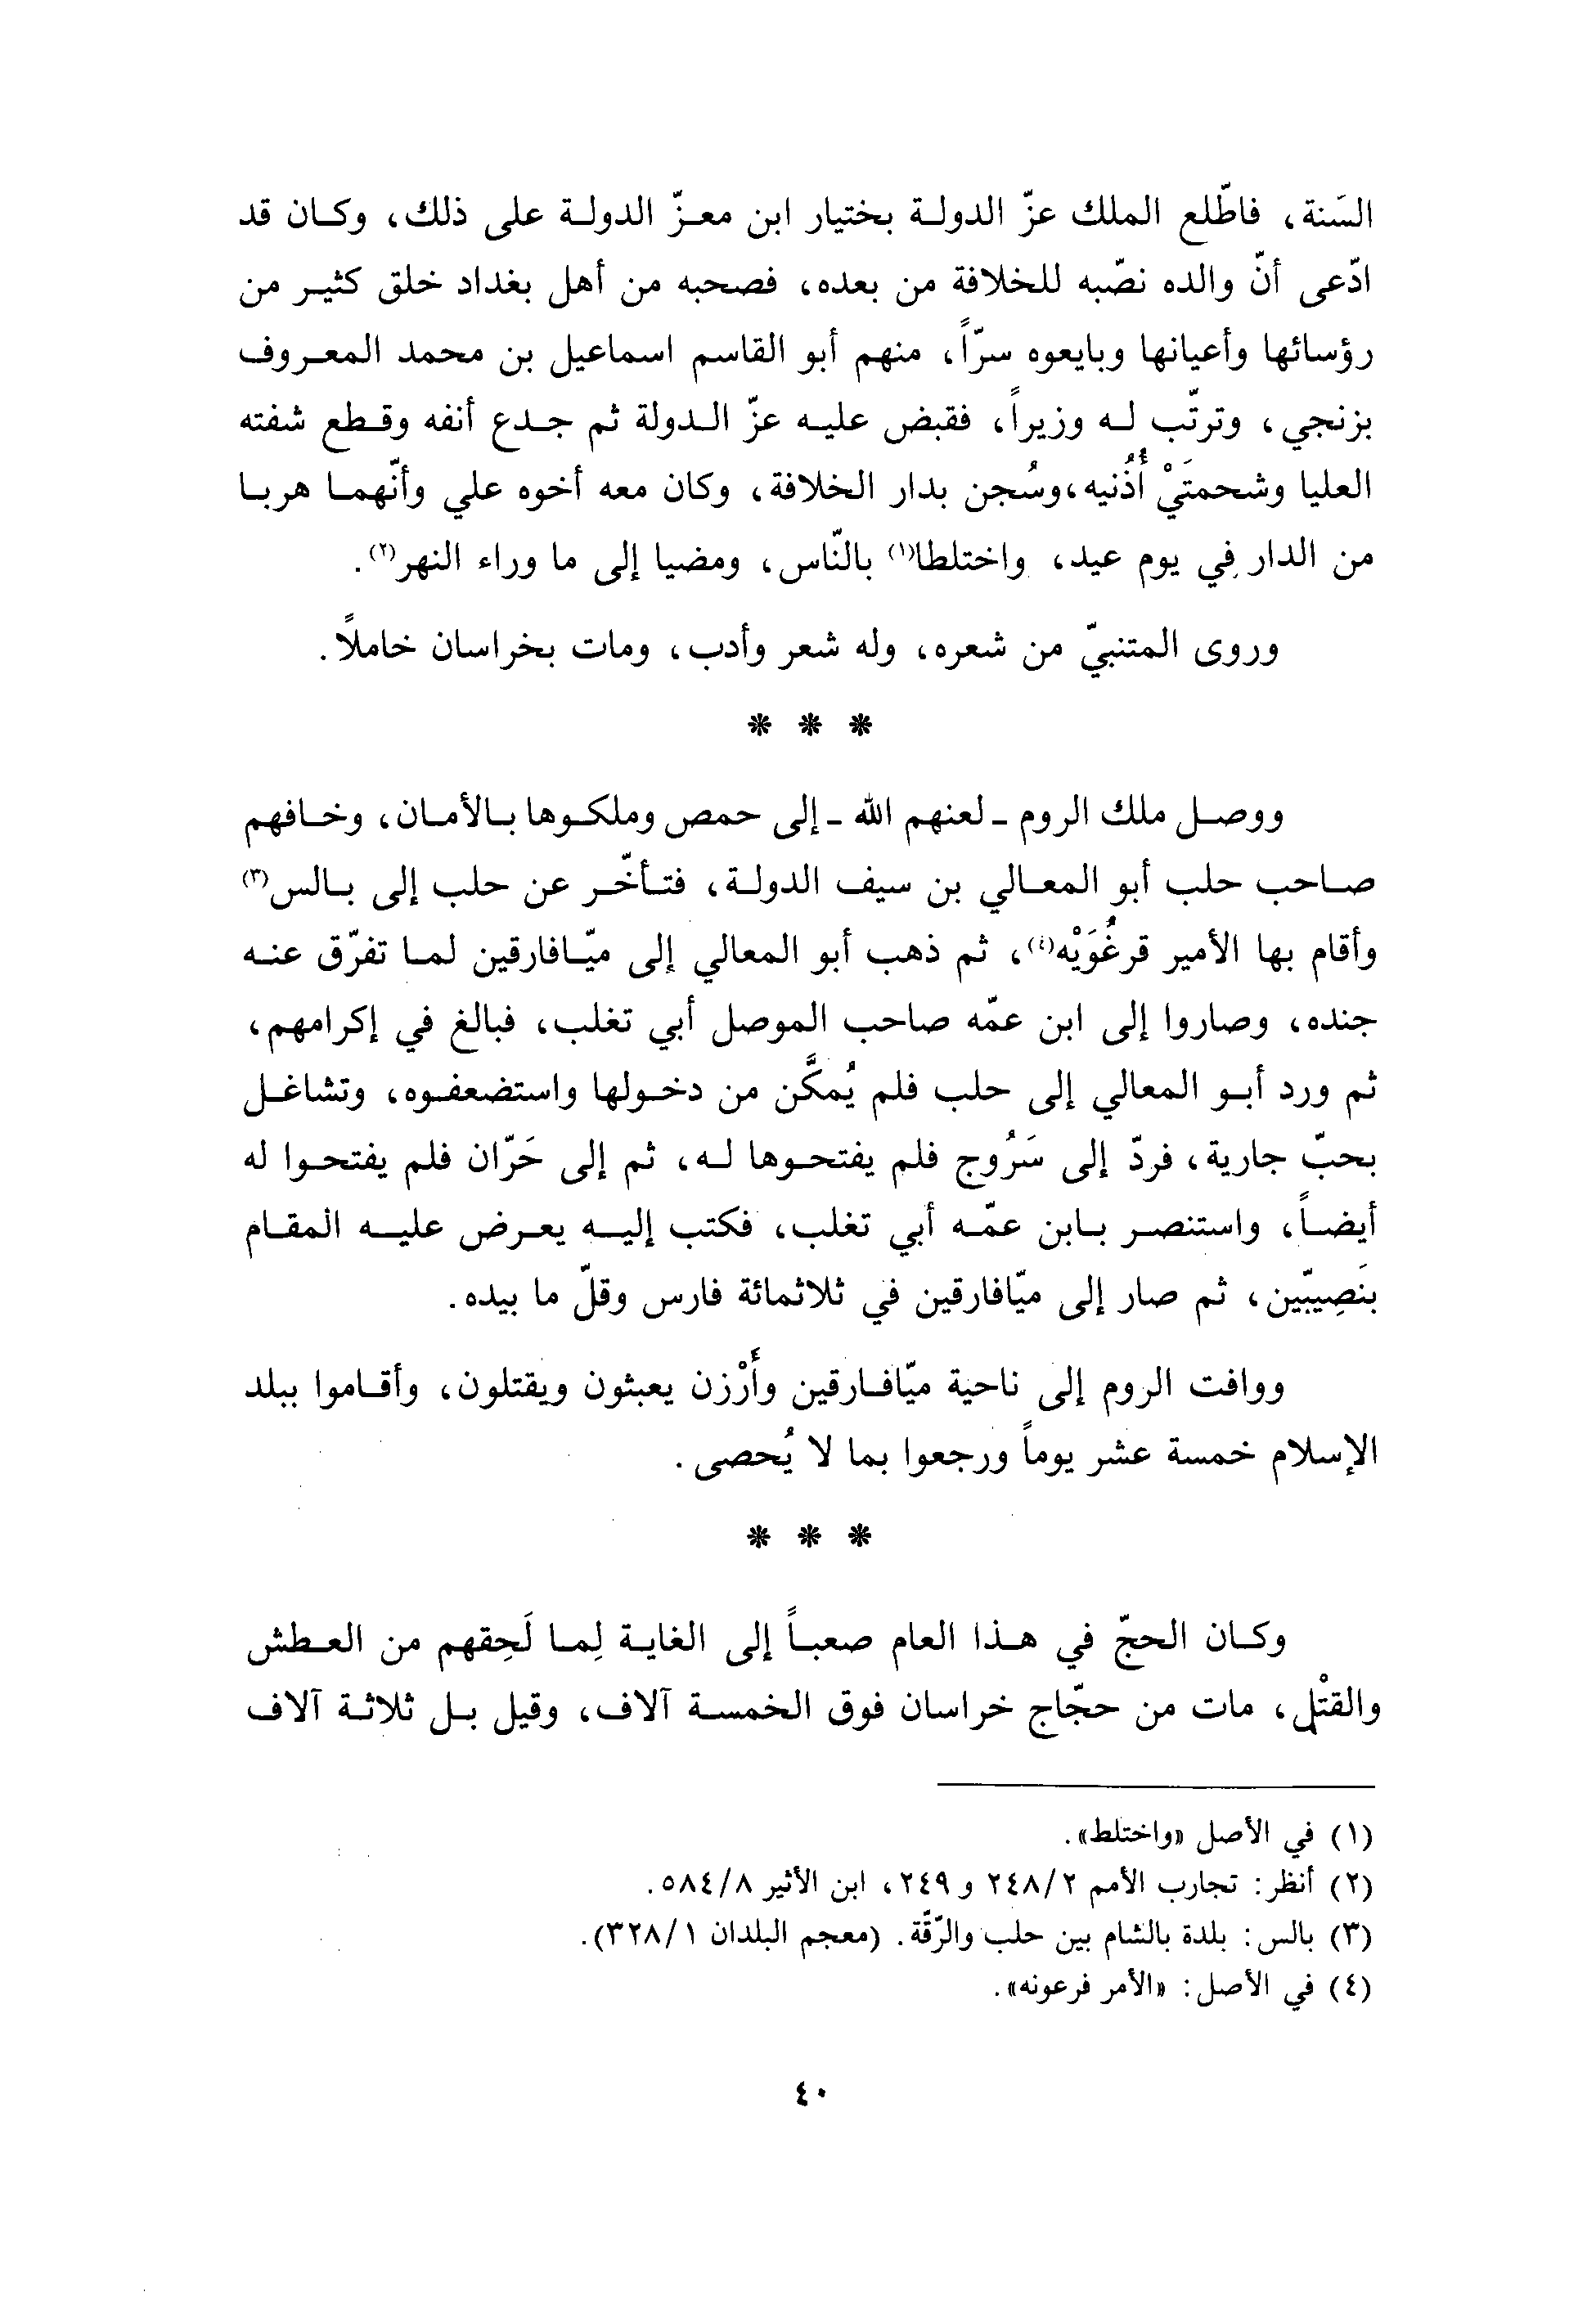 السَنة، فاطّلع الملك عزّ الدولة بختيار ابن معزّ الدولة على ذلك، وكان قد
ادّعى أنّ والده نصّبه للخلافة من بعده، فصحبه من أهل بغداد خلق كثير من
رؤسائها وأعيانها وبايعوه سرّاً، منهم أبو القاسم اسماعيل بن محمد المعروف
بزنجي، وترتّب له وزيراً، فقبض عليه عزّ الدولة ثم جدع أنفه وقطع شفته
العليا وشحمتَيْ أُذُنيه، وسُجن بدار الخلافة، وكان معه أخوه علي وأنّهما هربا
من الدار في يوم عيد، واختلطا(١) بالنّاس، ومضيا إلى ما وراء النهر(٢).
وروى المتنبيّ من شعره، وله شعر وأدب، ومات بخراسان خاملاً.
* * *
ووصل ملك الروم ـ لعنهم الله ـ إلى حمص وملكوها بالأمان، وخافهم
صاحب حلب أبو المعالي بن سيف الدولة، فتأخّر عن حلب إلى بالس(٣)
وأقام بها الأمير قرغُوَيْه(٤)، ثم ذهب أبو المعالي إلى ميّافارقين لما تفرّق عنه
جنده، وصاروا إلى ابن عمّه صاحب الموصل أبي تغلب، فبالغ في إكرامهم،
ثم ورد أبو المعالي إلى حلب فلم يُمكَّن من دخولها واستضعفوه، وتشاغل
بحبّ جارية، فردّ إلى سَرُوج فلم يفتحوها له، ثم إلى حَرّان فلم يفتحوا له
أيضاً، واستنصر بابن عمّه أبي تغلب، فكتب إليه يعرض عليه المقام
بنَصِيبّين، ثم صار إلى ميّافارقين في ثلاثمائة فارس وقلّ ما بيده.
ووافت الروم إلى ناحية ميّافارقين وأَرْزن يعبثون ويقتلون، وأقاموا ببلد
الإسلام خمسة عشر يوماً ورجعوا بما لا يُحصى.
* * *
وكان الحجّ في هذا العام صعباً إلى الغاية لِما لَحِقهم من العطش
والقتْل، مات من حجّاج خراسان فوق الخمسة آلاف، وقيل بل ثلاثة آلاف
(١) في الأصل «واختلط».
(٢) أنظر: تجارب الأمم ٢/٢٤٨ و ٢٤٩، ابن الأثير ٨/٥٨٤.
(٣) بالس: بلدة بالشام بين حلب والرّقّة. (معجم البلدان ١/٣٢٨).
(٤) في الأصل: «الأمر فرعونه».
٤٠